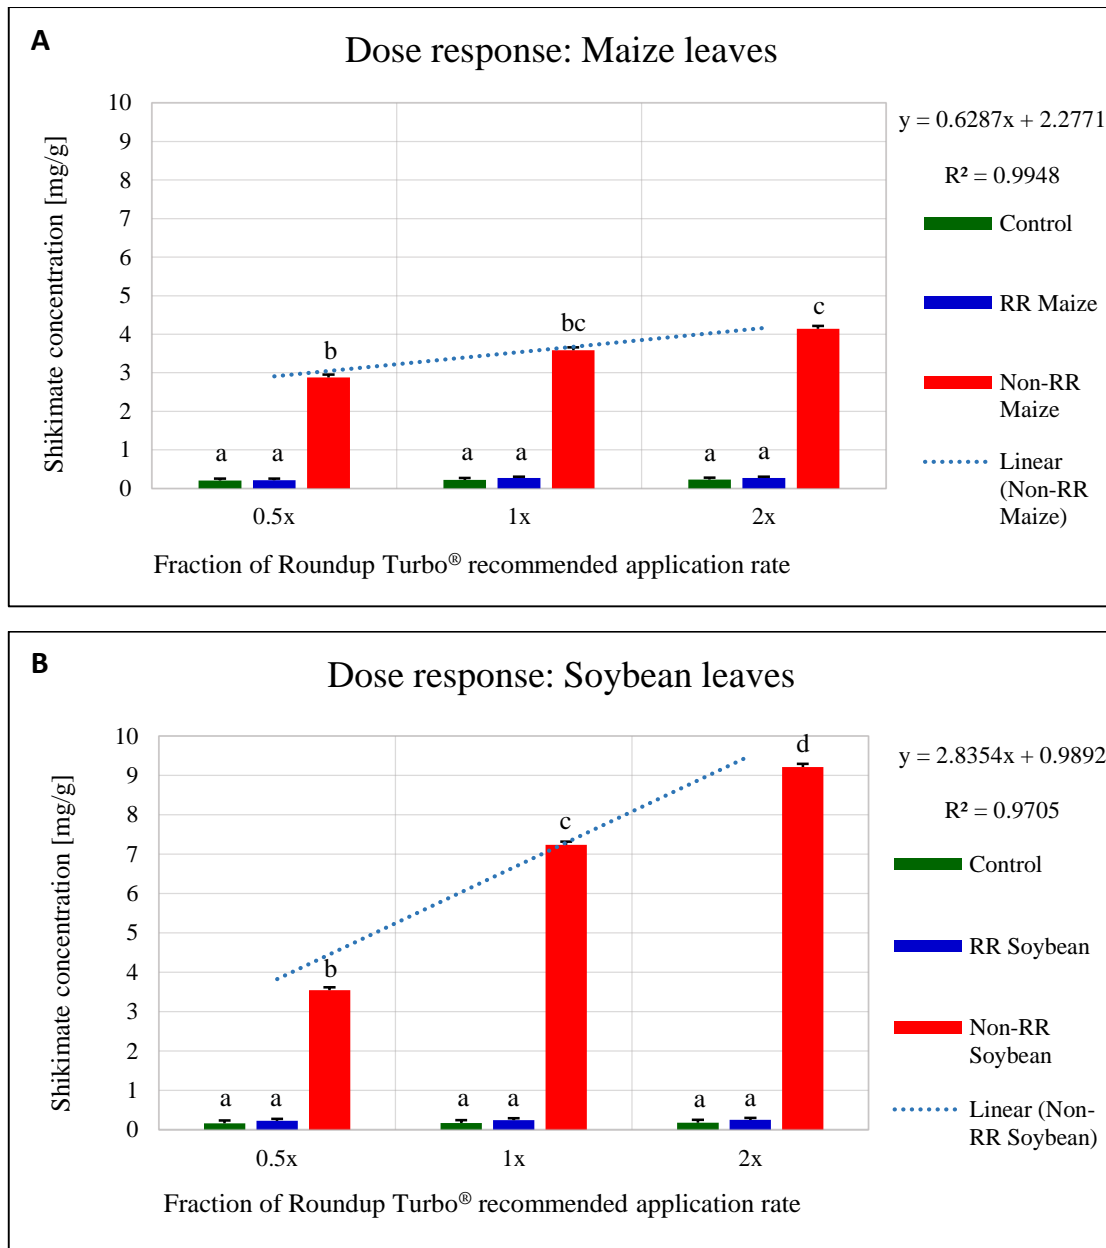 A
Dose response: Maize leaves
Shikimate concentration [mg/g]
10
9
8
7
6
5
4
3
2
1
0
a
a
b
a
a
bc
a
a
c
0.5x
1x
2x
Fraction of Roundup Turbo® recommended application rate
y = 0.6287x + 2.2771
R² = 0.9948
Control
RR Maize
Non-RR
Maize
Linear
(Non-RR
Maize)
B
Dose response: Soybean leaves
Shikimate concentration [mg/g]
10
9
8
7
6
5
4
3
2
1
0
a
a
b
a
a
c
a
a
d
0.5x
1x
2x
Fraction of Roundup Turbo® recommended application rate
y = 2.8354x + 0.9892
R² = 0.9705
Control
RR Soybean
Non-RR
Soybean
Linear (Non-
RR Soybean)